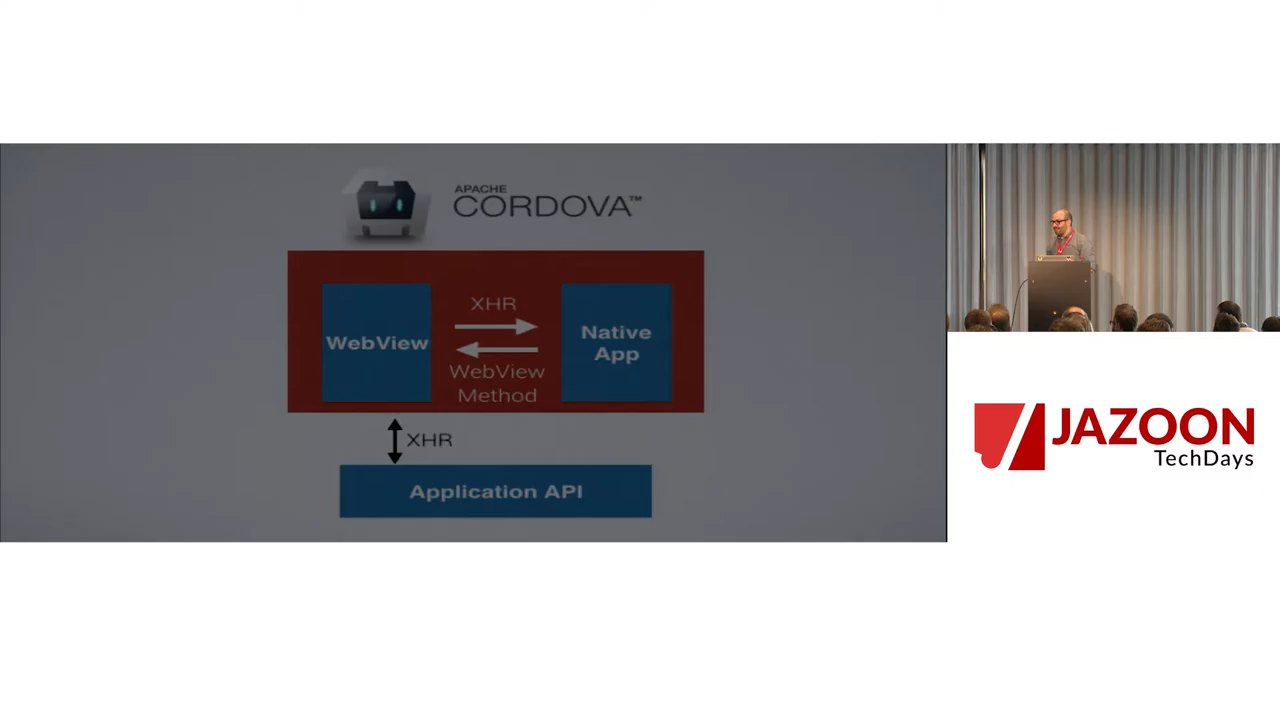 APACHE
CORDOVA™
XHR
WebView
Native
App
WebView
Method
XHR
Application API
JAZOON
TechDays